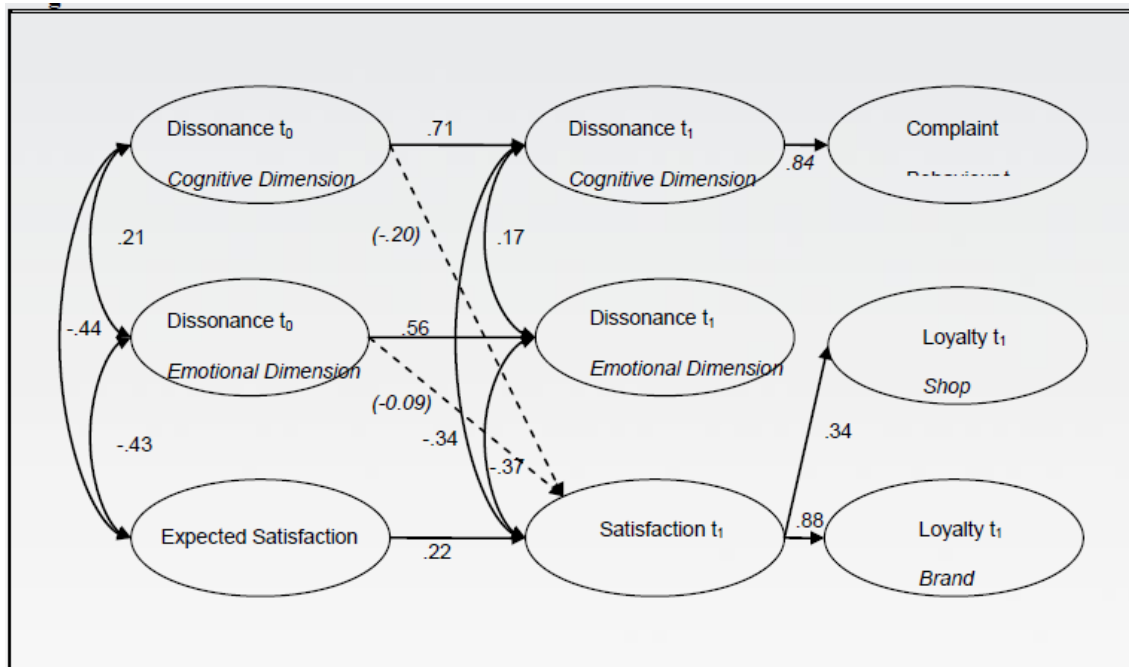 Dissonance t₀
Cognitive Dimension
.71
Dissonance t₁
Cognitive Dimension
.84
Complaint
.21
(-.20)
.17
-.44
Dissonance t₀
Emotional Dimension
.56
Dissonance t₁
Emotional Dimension
Loyalty t₁
Shop
(-0.09)
-.43
-.34
-.37
.34
Expected Satisfaction
.22
Satisfaction t₁
.88
Loyalty t₁
Brand